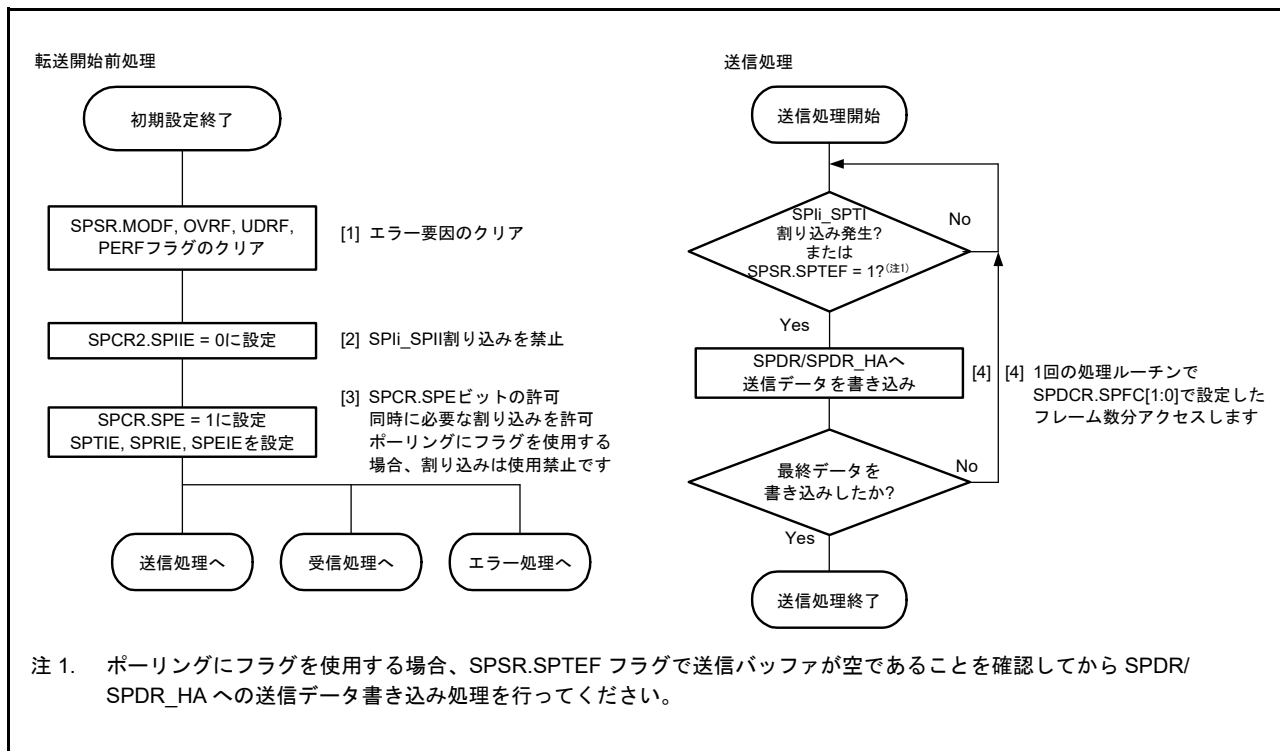 転送開始前処理
初期設定終了
SPSR.MODF, OVRF, UDRF,
PERFフラグのクリア
[1] エラー要因のクリア
SPCR2.SPIIE = 0に設定
[2] SPIi_SPII割り込みを禁止
SPCR.SPE = 1に設定
SPTIE, SPRIE, SPEIEを設定
[3] SPCR.SPEビットの許可
同時に必要な割り込みを許可
ポーリングにフラグを使用する
場合、割り込みは使用禁止です
送信処理へ
受信処理へ
エラー処理へ
送信処理
送信処理開始
SPIi_SPTI
割り込み発生?
または
SPSR.SPTEF = 1?(注1)
No
Yes
SPDR/SPDR_HAへ
送信データを書き込み
[4]
[4] 1回の処理ルーチンで
SPDCR.SPFC[1:0]で設定した
フレーム数分アクセスします
最終データを
書き込みしたか?
No
Yes
送信処理終了
注 1. ポーリングにフラグを使用する場合、SPSR.SPTEF フラグで送信バッファが空であることを確認してから SPDR/
SPDR_HA への送信データ書き込み処理を行ってください。